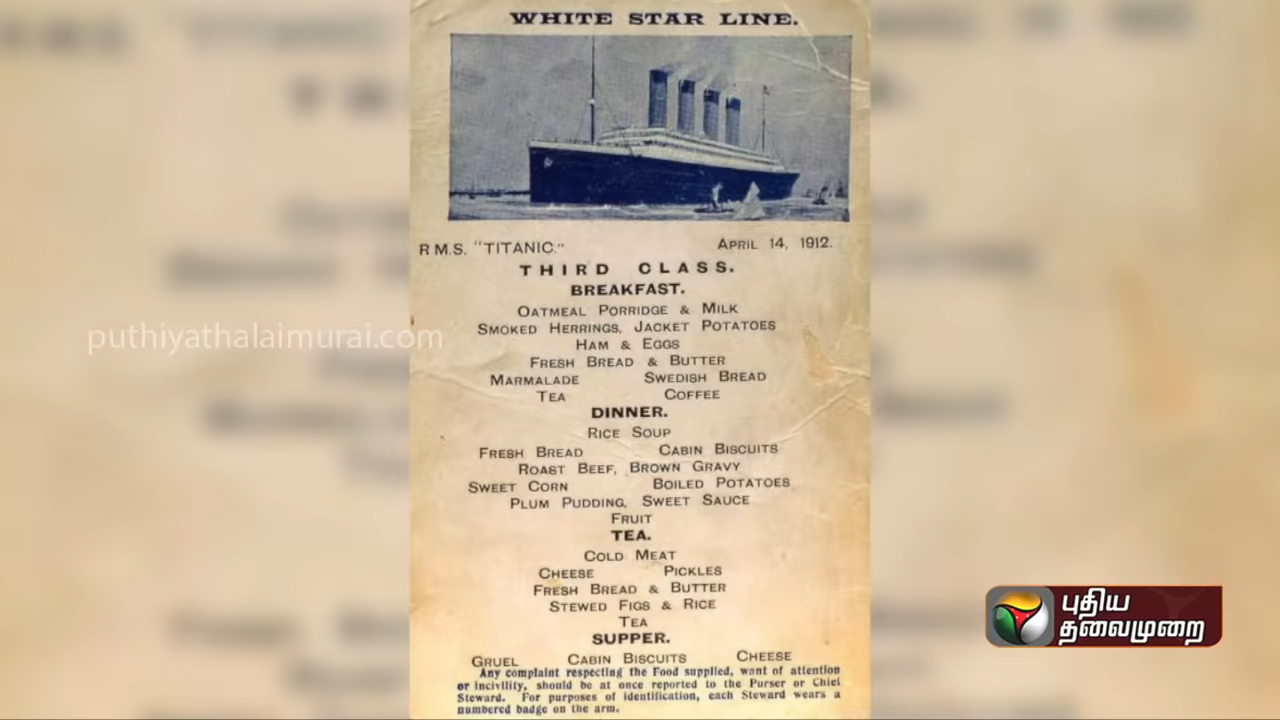 WHITE STAR LINE.
R M.S. "TITANIC." APRIL 14, 1912.
THIRD CLASS.
BREAKFAST.
OATMEAL PORRIDGE & MILK
SMOKED HERRINGS, JACKET POTATOES
HAM & EGGS
FRESH BREAD & BUTTER
MARMALADE SWEDISH BREAD
TEA COFFEE
DINNER.
RICE SOUP
FRESH BREAD CABIN BISCUITS
ROAST BEEF, BROWN GRAVY
SWEET CORN BOILED POTATOES
PLUM PUDDING, SWEET SAUCE
FRUIT
TEA.
COLD MEAT
CHEESE PICKLES
FRESH BREAD & BUTTER
STEWED FIGS & RICE
TEA
SUPPER.
GRUEL CABIN BISCUITS CHEESE
Any complaint respecting the Food supplied, want of attention
or incivility, should be at once reported to the Purser or Chief
Steward. For purposes of identification, each Steward wears a
numbered badge on the arm.
puthiyathalaimurai.com
புதிய
தலைமுறை